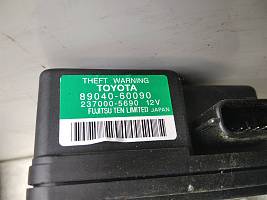 THEFT WARNING
TOYOTA
89040-60090
237000-5690 12V
FUJITSU TEN LIMITED JAPAN